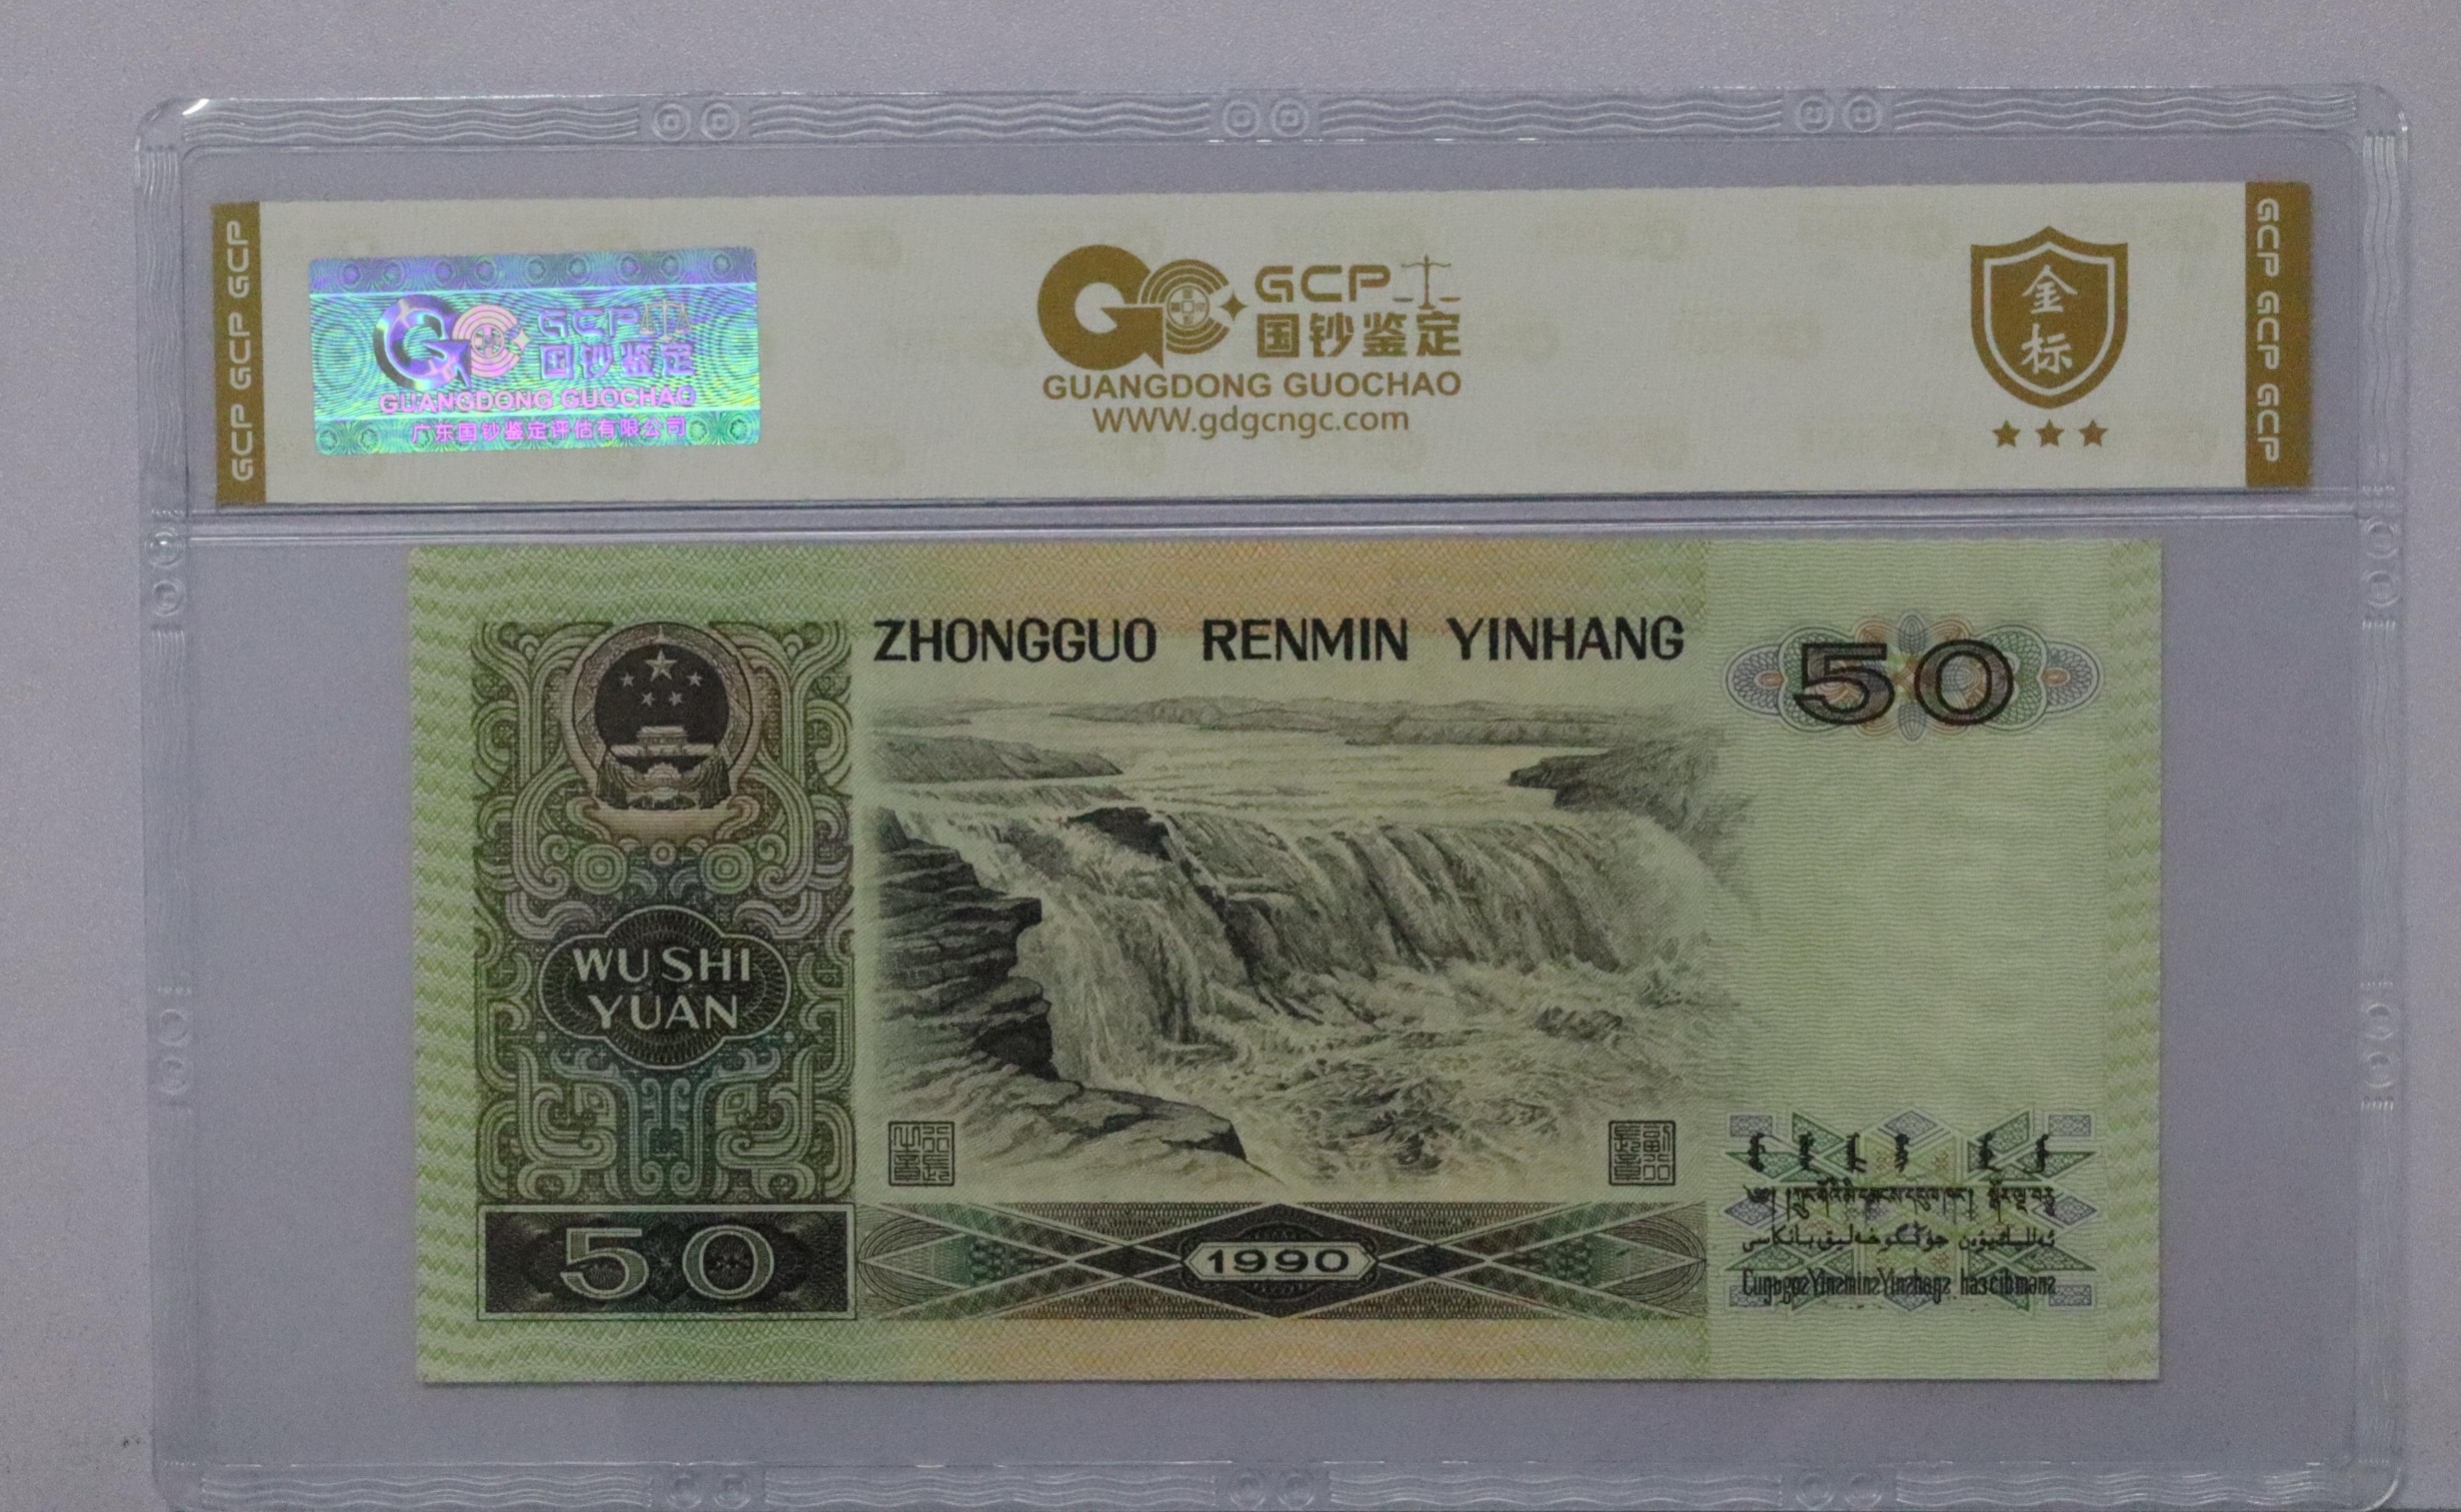 GCP GCP GCP
GCP
国钞鉴定
GUANGDONG GUOCHAO
广东国钞鉴定评估有限公司
GCP
国钞鉴定
GUANGDONG GUOCHAO
WWW.gdgcngc.com
金
标
GCP GCP GCP
ZHONGGUO RENMIN YINHANG
50
WU SHI
YUAN
50
1990